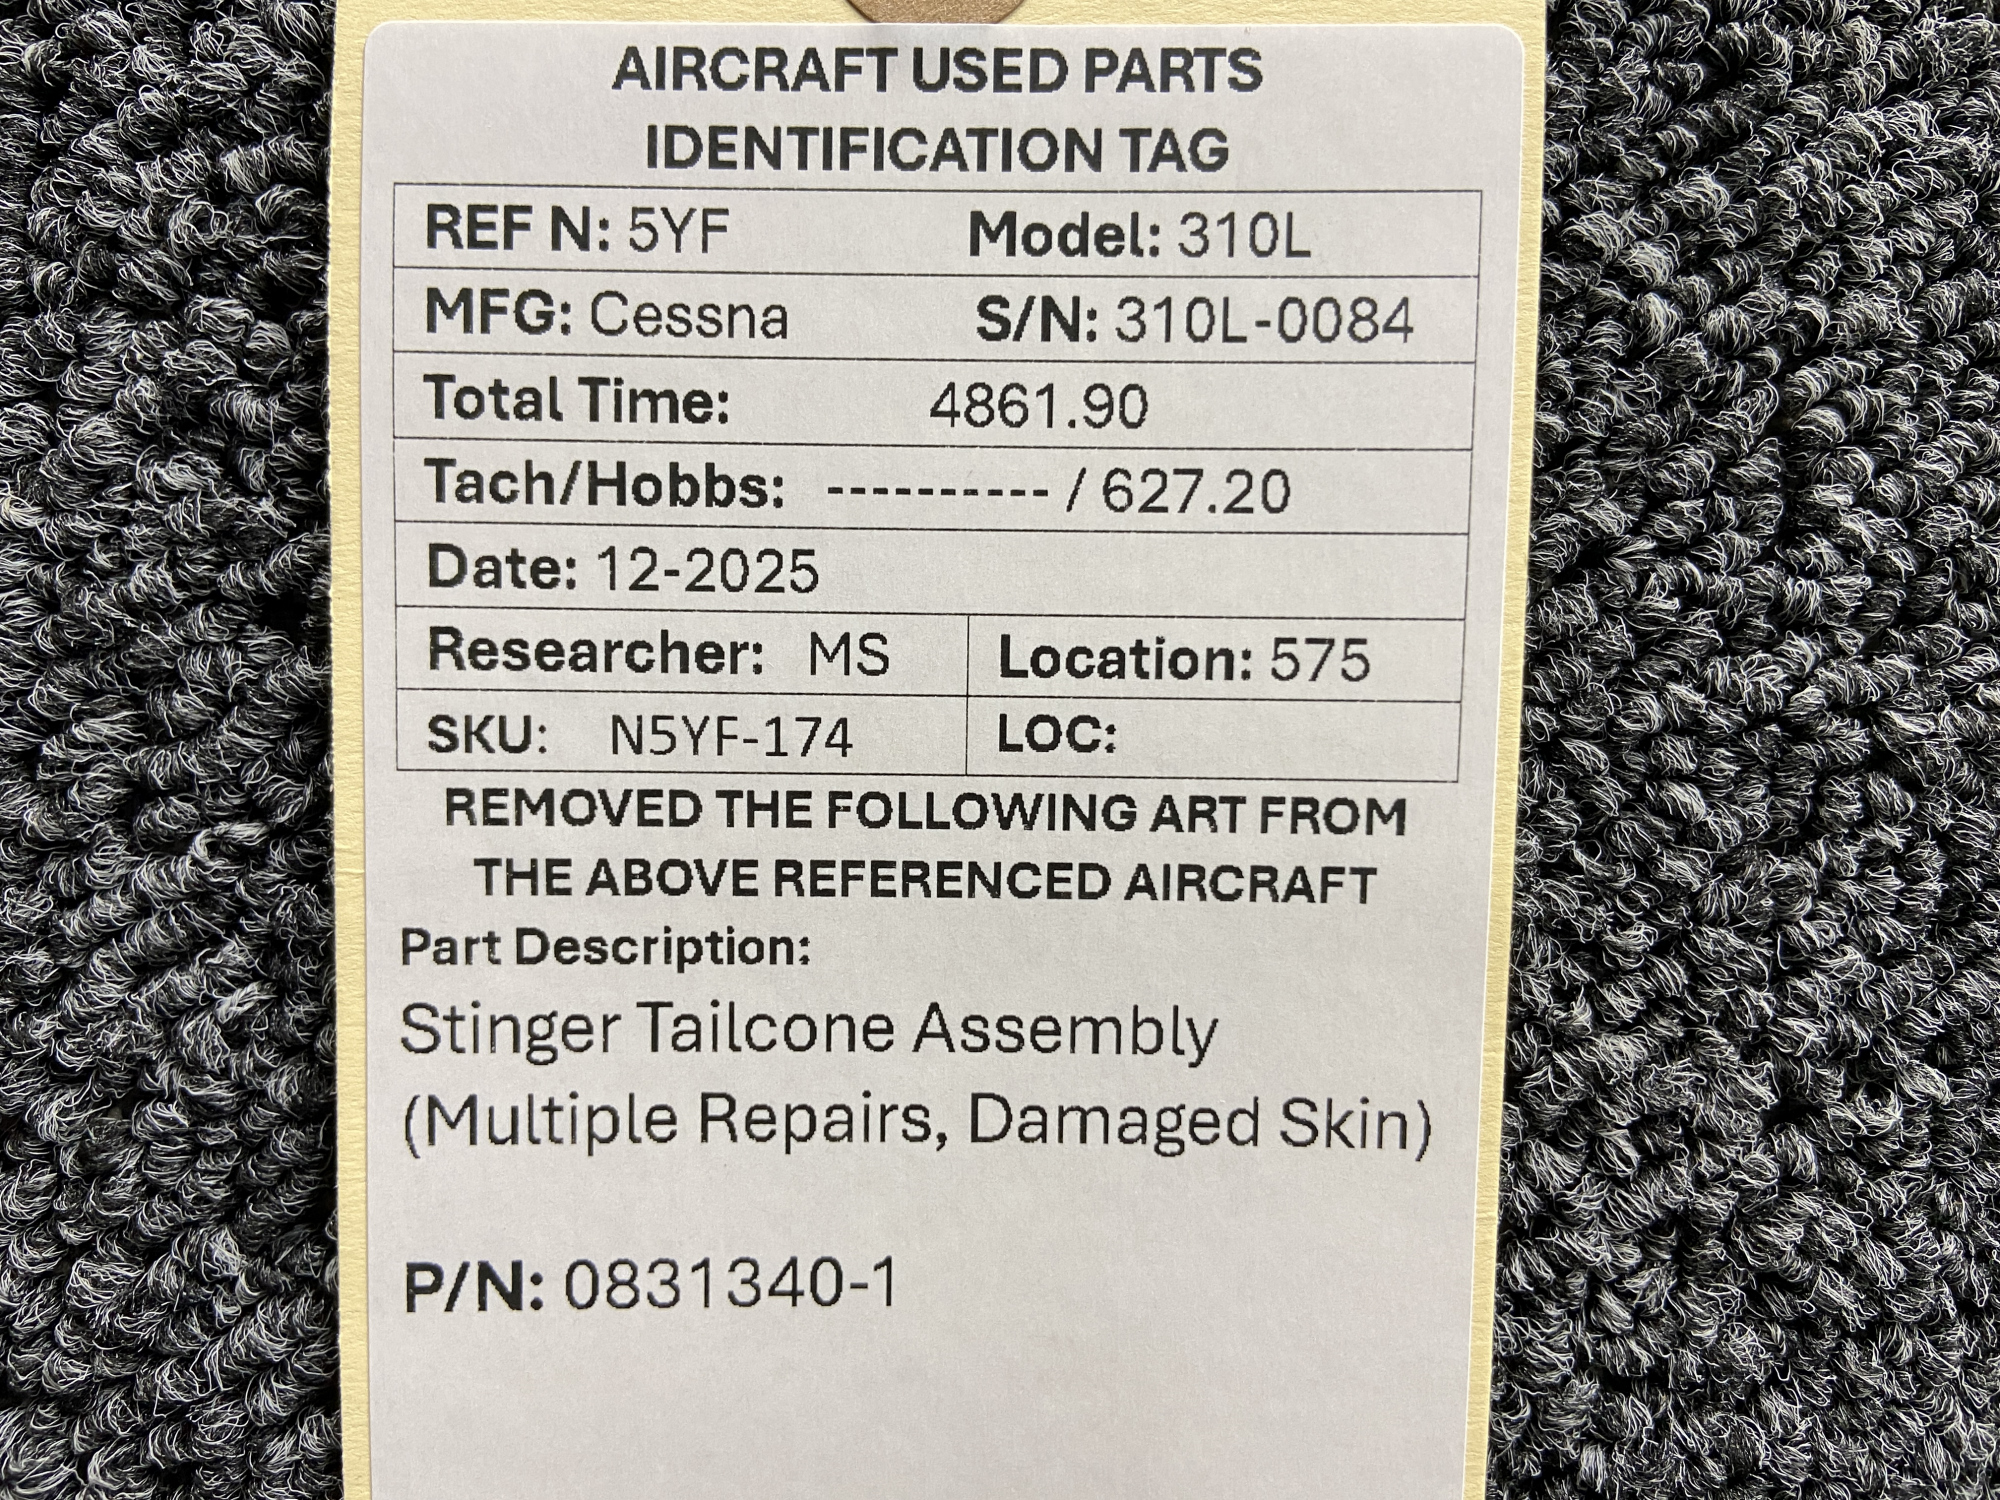 AIRCRAFT USED PARTS
IDENTIFICATION TAG
REF N: 5YF Model: 310L
MFG: Cessna S/N: 310L-0084
Total Time: 4861.90
Tach/Hobbs: ---------- / 627.20
Date: 12-2025
Researcher: MS Location: 575
SKU: N5YF-174 LOC:
REMOVED THE FOLLOWING ART FROM
THE ABOVE REFERENCED AIRCRAFT
Part Description:
Stinger Tailcone Assembly
(Multiple Repairs, Damaged Skin)
P/N: 0831340-1